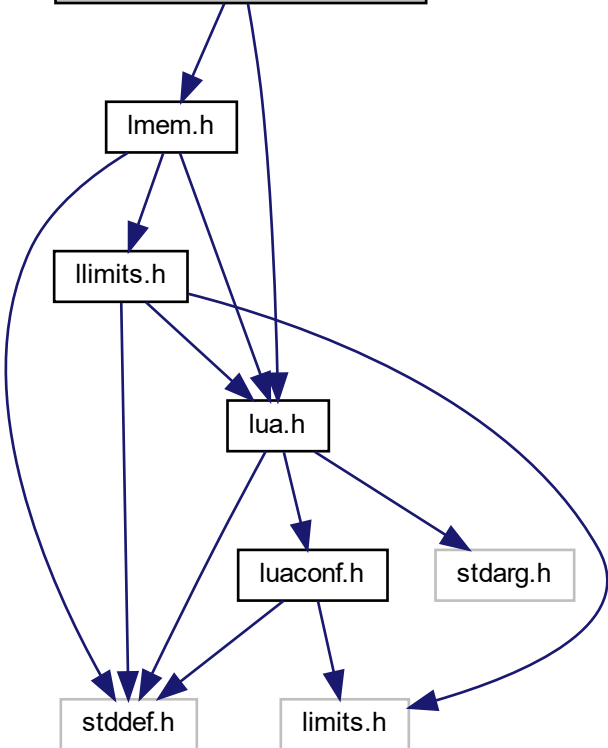 lmem.h
llimits.h
lua.h
luaconf.h
stdarg.h
stddef.h
limits.h